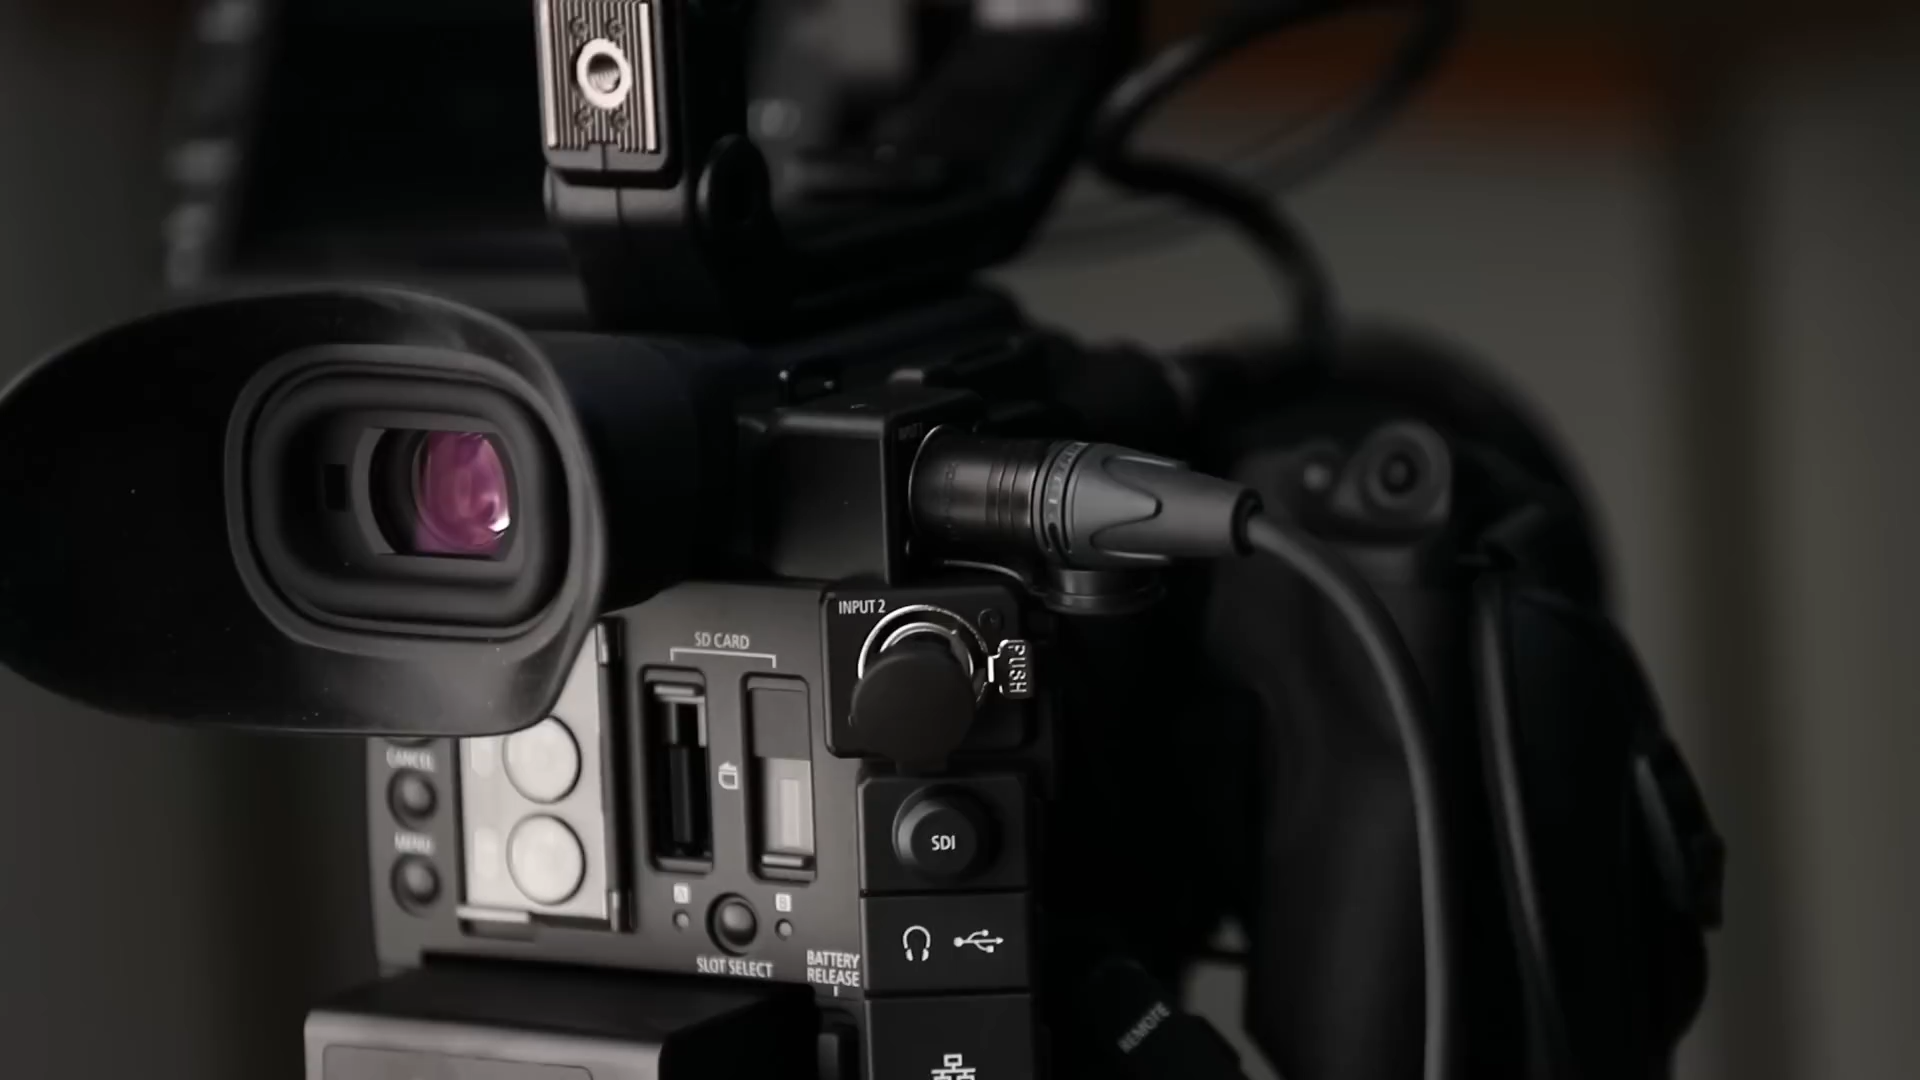 INPUT 2
PUSH
SD CARD
CANCEL
MENU
SDI
A
B
SLOT SELECT
BATTERY
RELEASE
REMOTE